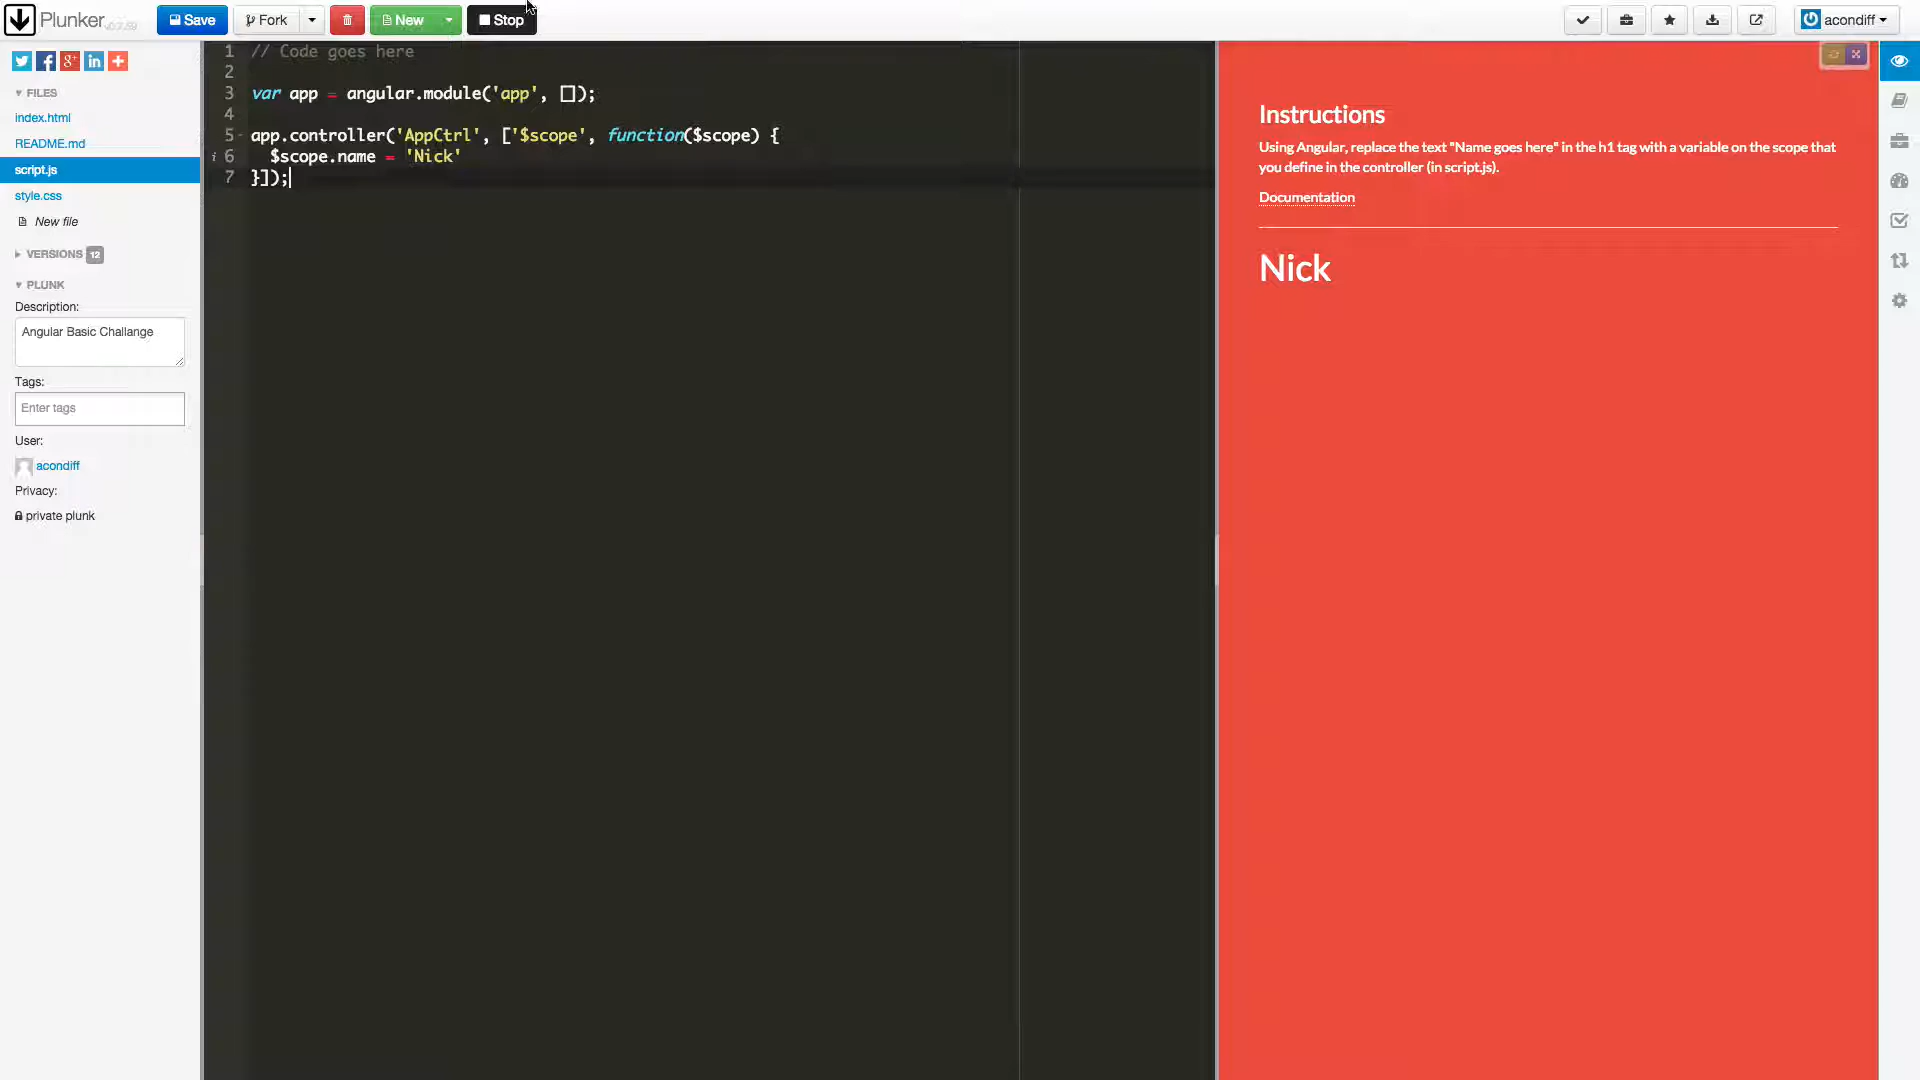 Plunker v0.7.59
Save
Fork
New
Stop
acondiff
FILES
index.html
README.md
script.js
style.css
New file
VERSIONS 12
PLUNK
Description:
Angular Basic Challange
Tags:
Enter tags
User:
acondiff
Privacy:
private plunk
1 // Code goes here
2
3 var app = angular.module('app', []);
4
5 app.controller('AppCtrl', ['$scope', function($scope) {
i 6 $scope.name = 'Nick'
7 }]);
Instructions
Using Angular, replace the text "Name goes here" in the h1 tag with a variable on the scope that
you define in the controller (in script.js).
Documentation
Nick